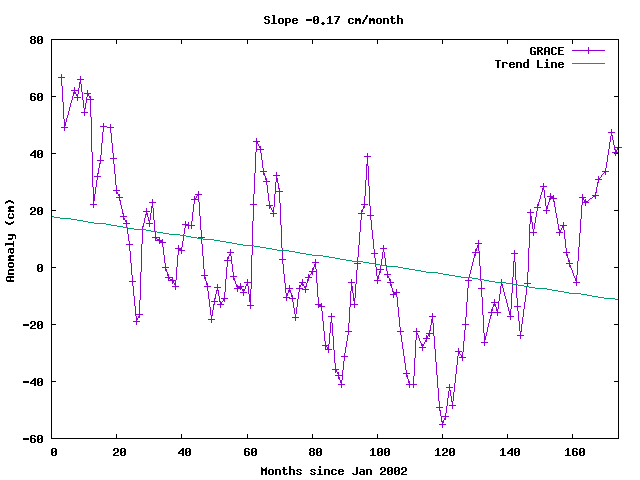 Slope -0.17 cm/month
GRACE
Trend Line
80
60
40
20
0
-20
-40
-60
Anomaly (cm)
0 20 40 60 80 100 120 140 160
Months since Jan 2002